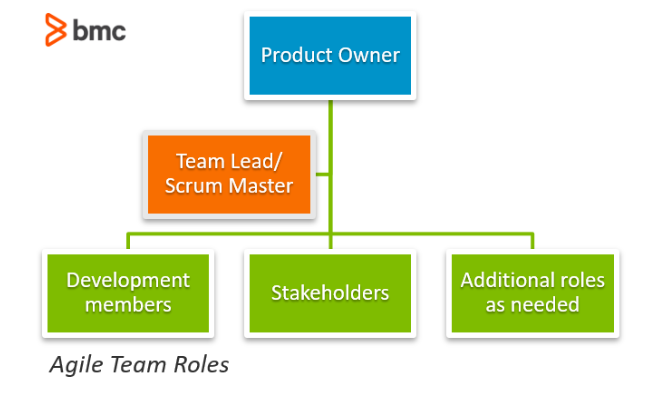 bmc
Product Owner
Team Lead/
Scrum Master
Development
members
Stakeholders
Additional roles
as needed
Agile Team Roles